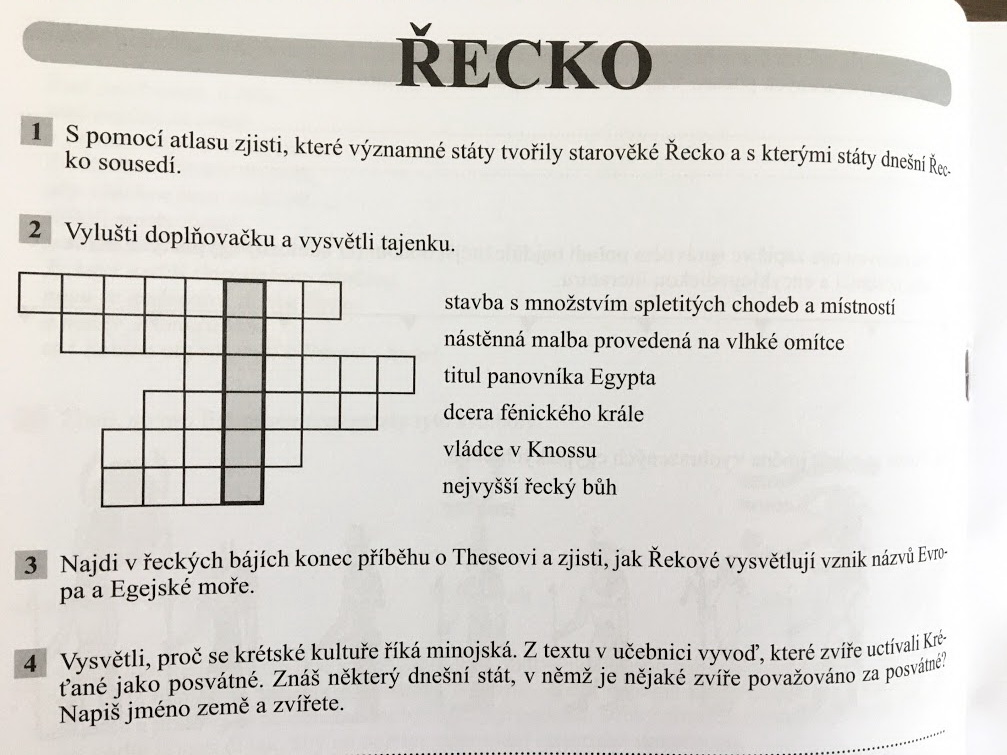 ŘECKO
1 S pomocí atlasu zjisti, které významné státy tvořily starověké Řecko a s kterými státy dnešní Řec-
ko sousedí.
2 Vylušti doplňovačku a vysvětli tajenku.
stavba s množstvím spletitých chodeb a místností
nástěnná malba provedená na vlhké omítce
titul panovníka Egypta
dcera fénického krále
vládce v Knossu
nejvyšší řecký bůh
3 Najdi v řeckých bájích konec příběhu o Theseovi a zjisti, jak Řekové vysvětlují vznik názvů Evro-
pa a Egejské moře.
4 Vysvětli, proč se krétské kultuře říká minojská. Z textu v učebnici vyvoď, které zvíře uctívali Kré-
ťané jako posvátné. Znáš některý dnešní stát, v němž je nějaké zvíře považováno za posvátné?
Napiš jméno země a zvířete.